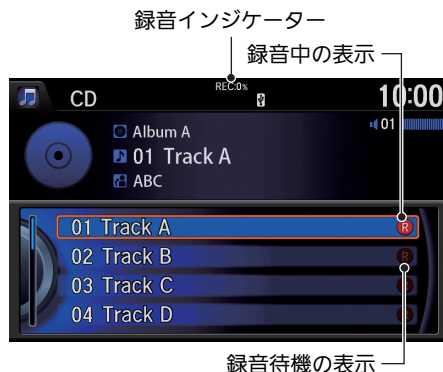 録音インジケーター
録音中の表示
CD REC:0% 10:00
01
Album A
01 Track A
ABC
01 Track A R
02 Track B R
03 Track C
04 Track D
録音待機の表示